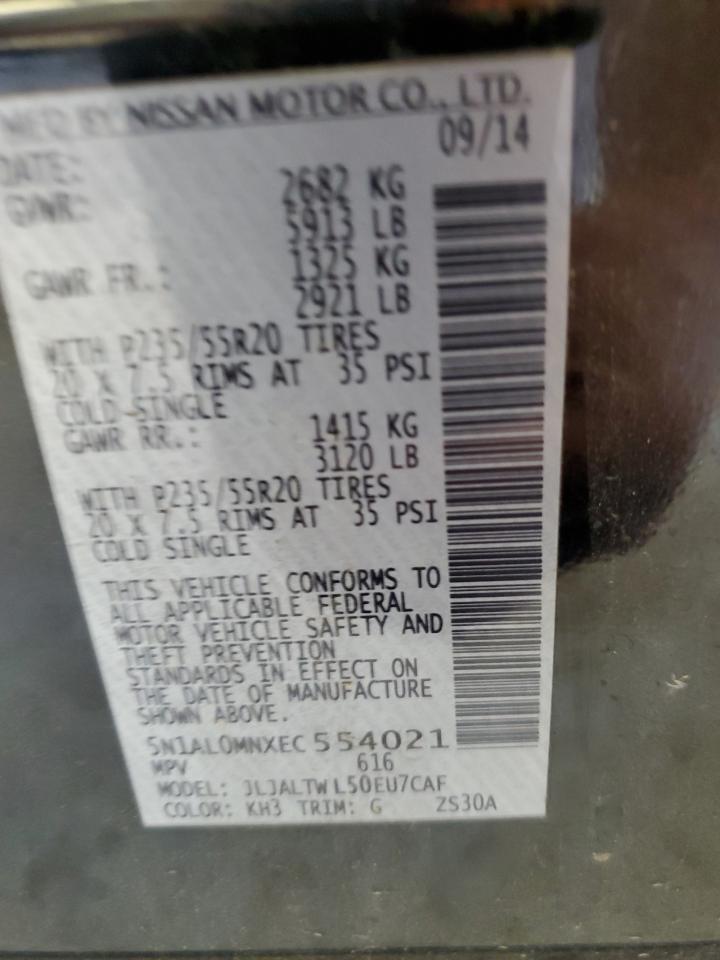 MFD BY NISSAN MOTOR CO., LTD.
DATE: 09/14
GVWR: 2682 KG
5913 LB
GAWR FR.: 1325 KG
2921 LB
WITH P235/55R20 TIRES
20 X 7.5 RIMS AT 35 PSI
COLD SINGLE
GAWR RR.: 1415 KG
3120 LB
WITH P235/55R20 TIRES
20 X 7.5 RIMS AT 35 PSI
COLD SINGLE
THIS VEHICLE CONFORMS TO
ALL APPLICABLE FEDERAL
MOTOR VEHICLE SAFETY AND
THEFT PREVENTION
STANDARDS IN EFFECT ON
THE DATE OF MANUFACTURE
SHOWN ABOVE.
5N1AL0MNXEC 554021
MPV 616
MODEL: JLJALTW L50EU7CAF
COLOR: KH3 TRIM: G ZS30A